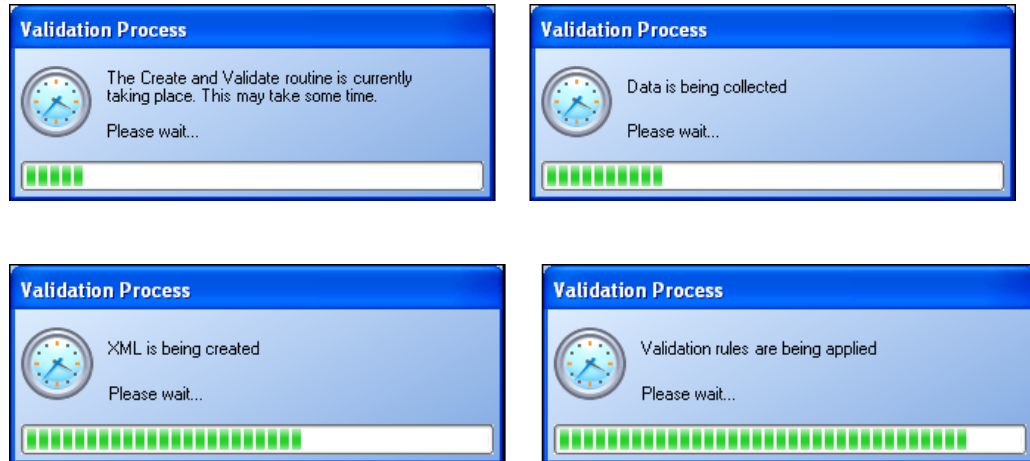 Validation Process
The Create and Validate routine is currently
taking place. This may take some time.
Please wait...
Validation Process
Data is being collected
Please wait...
Validation Process
XML is being created
Please wait...
Validation Process
Validation rules are being applied
Please wait...